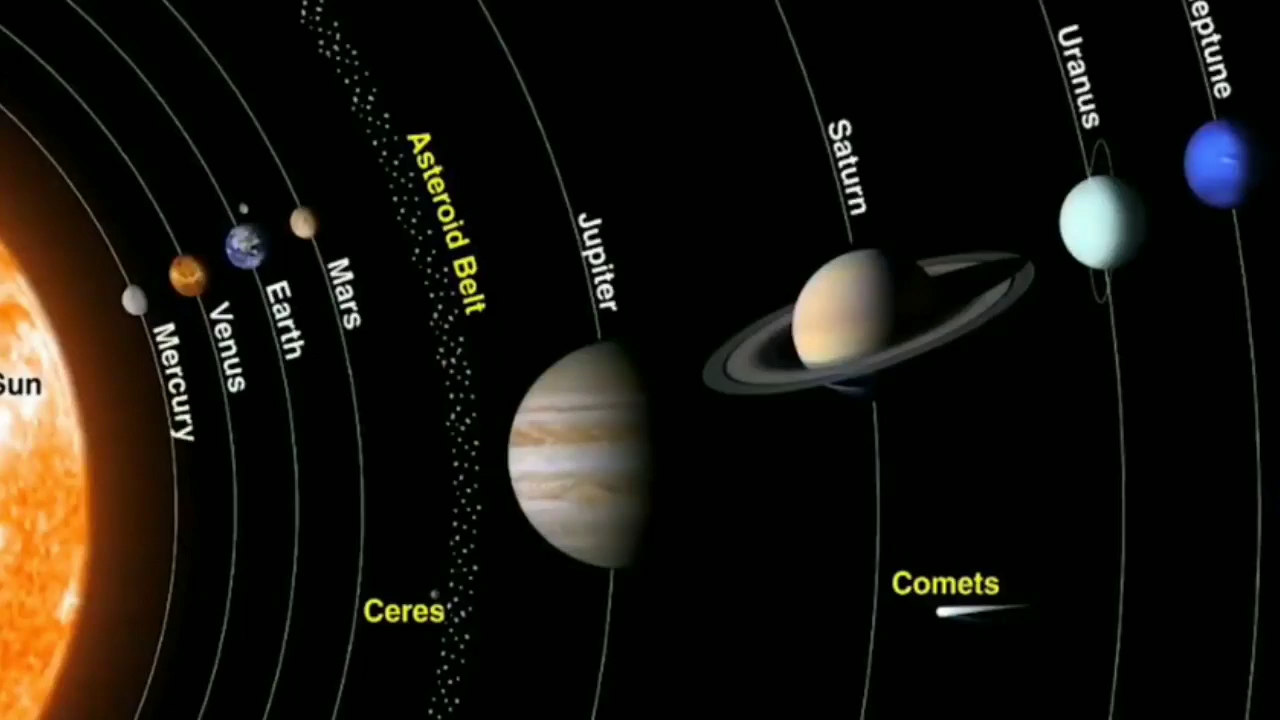 Sun
Mercury
Venus
Earth
Mars
Asteroid Belt
Ceres
Jupiter
Saturn
Comets
Uranus
eptune